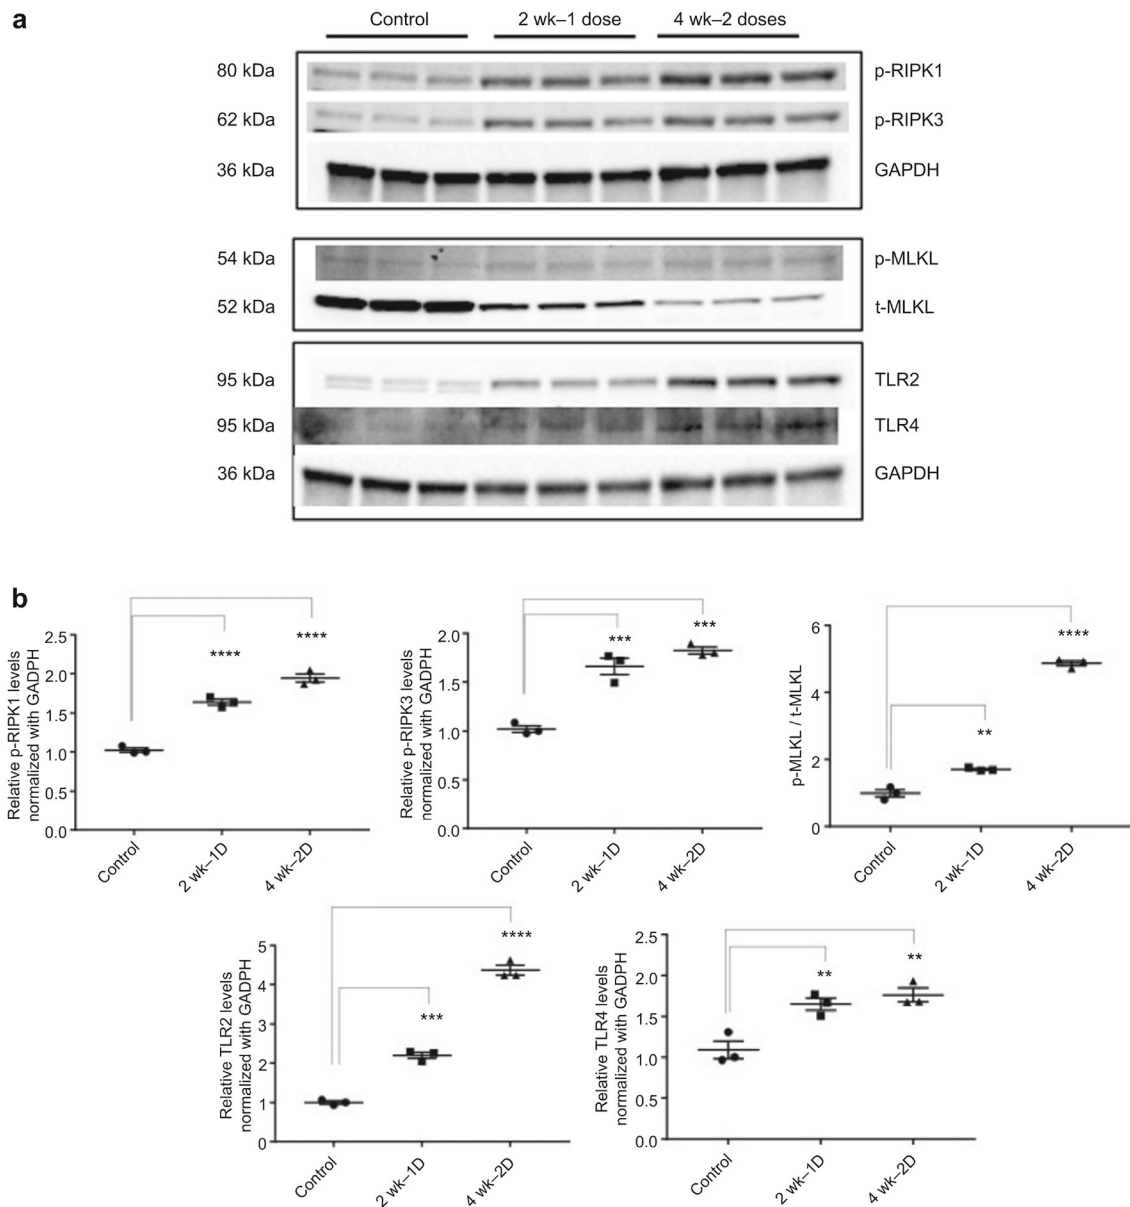 a
Control 2 wk–1 dose 4 wk–2 doses
80 kDa p-RIPK1
62 kDa p-RIPK3
36 kDa GAPDH
54 kDa p-MLKL
52 kDa t-MLKL
95 kDa TLR2
95 kDa TLR4
36 kDa GAPDH
b
Relative p-RIPK1 levels
normalized with GADPH
2.5
2.0
1.5
1.0
0.5
0.0
****
****
Control 2 wk–1D 4 wk–2D
Relative p-RIPK3 levels
normalized with GADPH
2.0
1.5
1.0
0.5
0.0
***
***
Control 2 wk–1D 4 wk–2D
p-MLKL / t-MLKL
6
4
2
0
**
****
Control 2 wk–1D 4 wk–2D
Relative TLR2 levels
normalized with GADPH
5
4
3
2
1
0
***
****
Control 2 wk–1D 4 wk–2D
Relative TLR4 levels
normalized with GADPH
2.5
2.0
1.5
1.0
0.5
0.0
**
**
Control 2 wk–1D 4 wk–2D